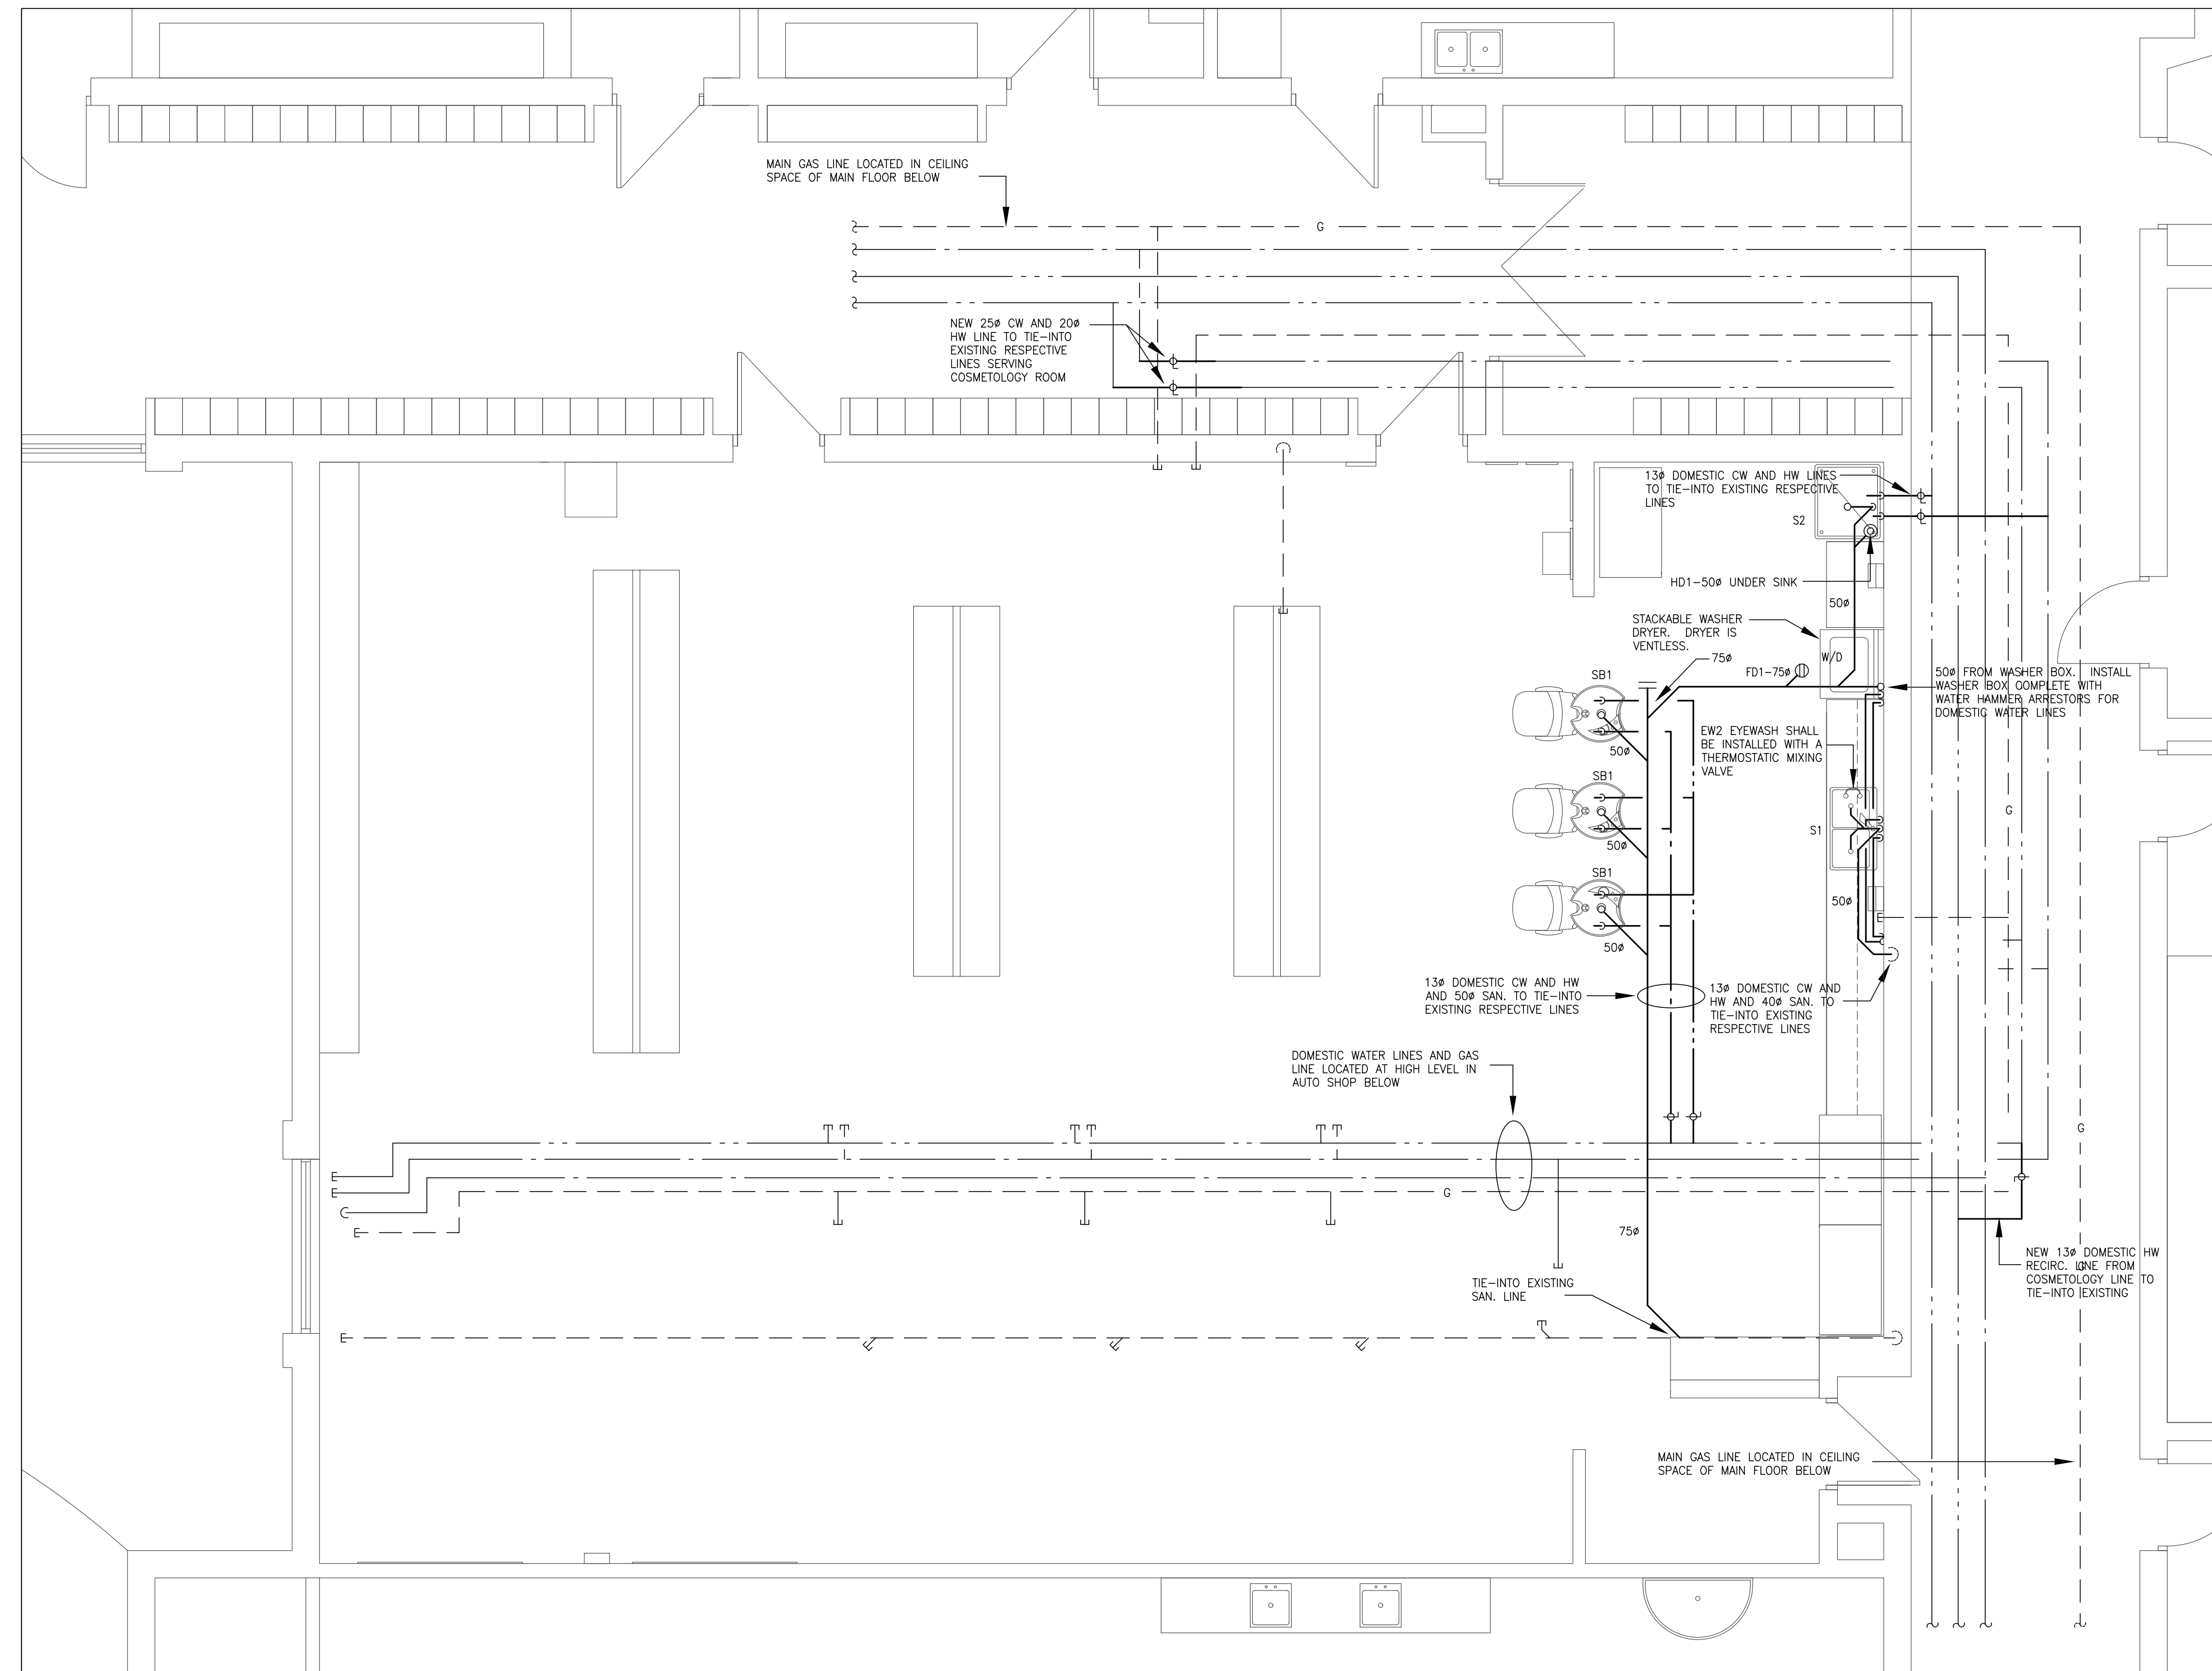 MAIN GAS LINE LOCATED IN CEILING
SPACE OF MAIN FLOOR BELOW
G
NEW 25ø CW AND 20ø
HW LINE TO TIE-INTO
EXISTING RESPECTIVE
LINES SERVING
COSMETOLOGY ROOM
13ø DOMESTIC CW AND HW LINES
TO TIE-INTO EXISTING RESPECTIVE
LINES
S2
HD1-50ø UNDER SINK
50ø
STACKABLE WASHER
DRYER. DRYER IS
VENTLESS.
W/D
75ø
FD1-75ø
SB1
50ø FROM WASHER BOX. INSTALL
WASHER BOX COMPLETE WITH
WATER HAMMER ARRESTORS FOR
DOMESTIC WATER LINES
EW2 EYEWASH SHALL
BE INSTALLED WITH A
THERMOSTATIC MIXING
VALVE
50ø
SB1
G
S1
50ø
SB1
50ø
50ø
13ø DOMESTIC CW AND HW
AND 50ø SAN. TO TIE-INTO
EXISTING RESPECTIVE LINES
13ø DOMESTIC CW AND
HW AND 40ø SAN. TO
TIE-INTO EXISTING
RESPECTIVE LINES
DOMESTIC WATER LINES AND GAS
LINE LOCATED AT HIGH LEVEL IN
AUTO SHOP BELOW
G
G
75ø
NEW 13ø DOMESTIC HW
RECIRC. LINE FROM
COSMETOLOGY LINE TO
TIE-INTO EXISTING
G
TIE-INTO EXISTING
SAN. LINE
MAIN GAS LINE LOCATED IN CEILING
SPACE OF MAIN FLOOR BELOW